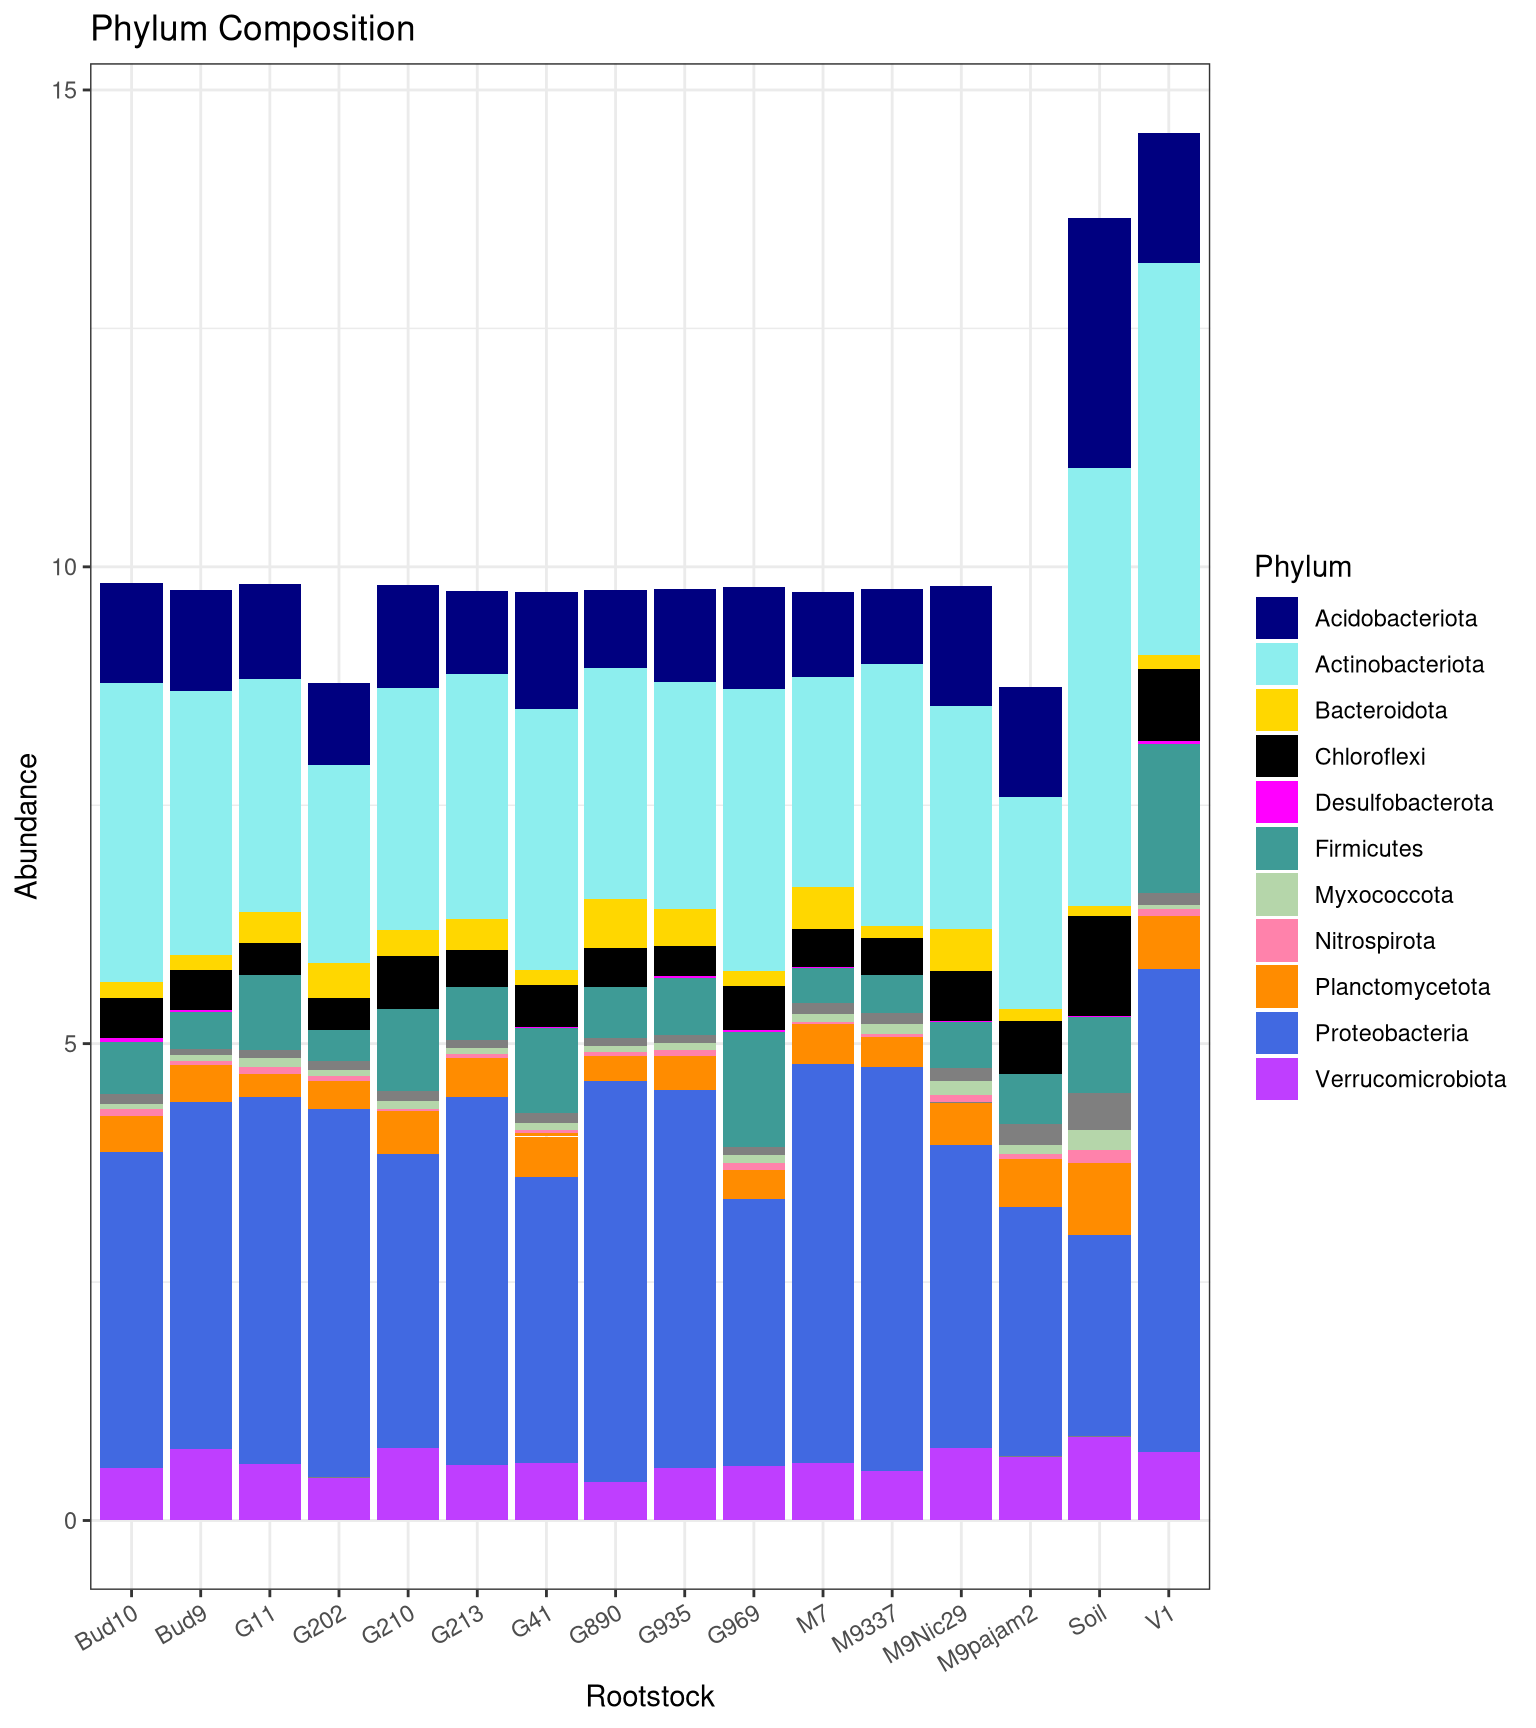 Phylum Composition
15
10
5
0
Abundance
Bud10
Bud9
G11
G202
G210
G213
G41
G890
G935
G969
M7
M9337
M9Nic29
M9pajam2
Soil
V1
Rootstock
Phylum
Acidobacteriota
Actinobacteriota
Bacteroidota
Chloroflexi
Desulfobacterota
Firmicutes
Myxococcota
Nitrospirota
Planctomycetota
Proteobacteria
Verrucomicrobiota